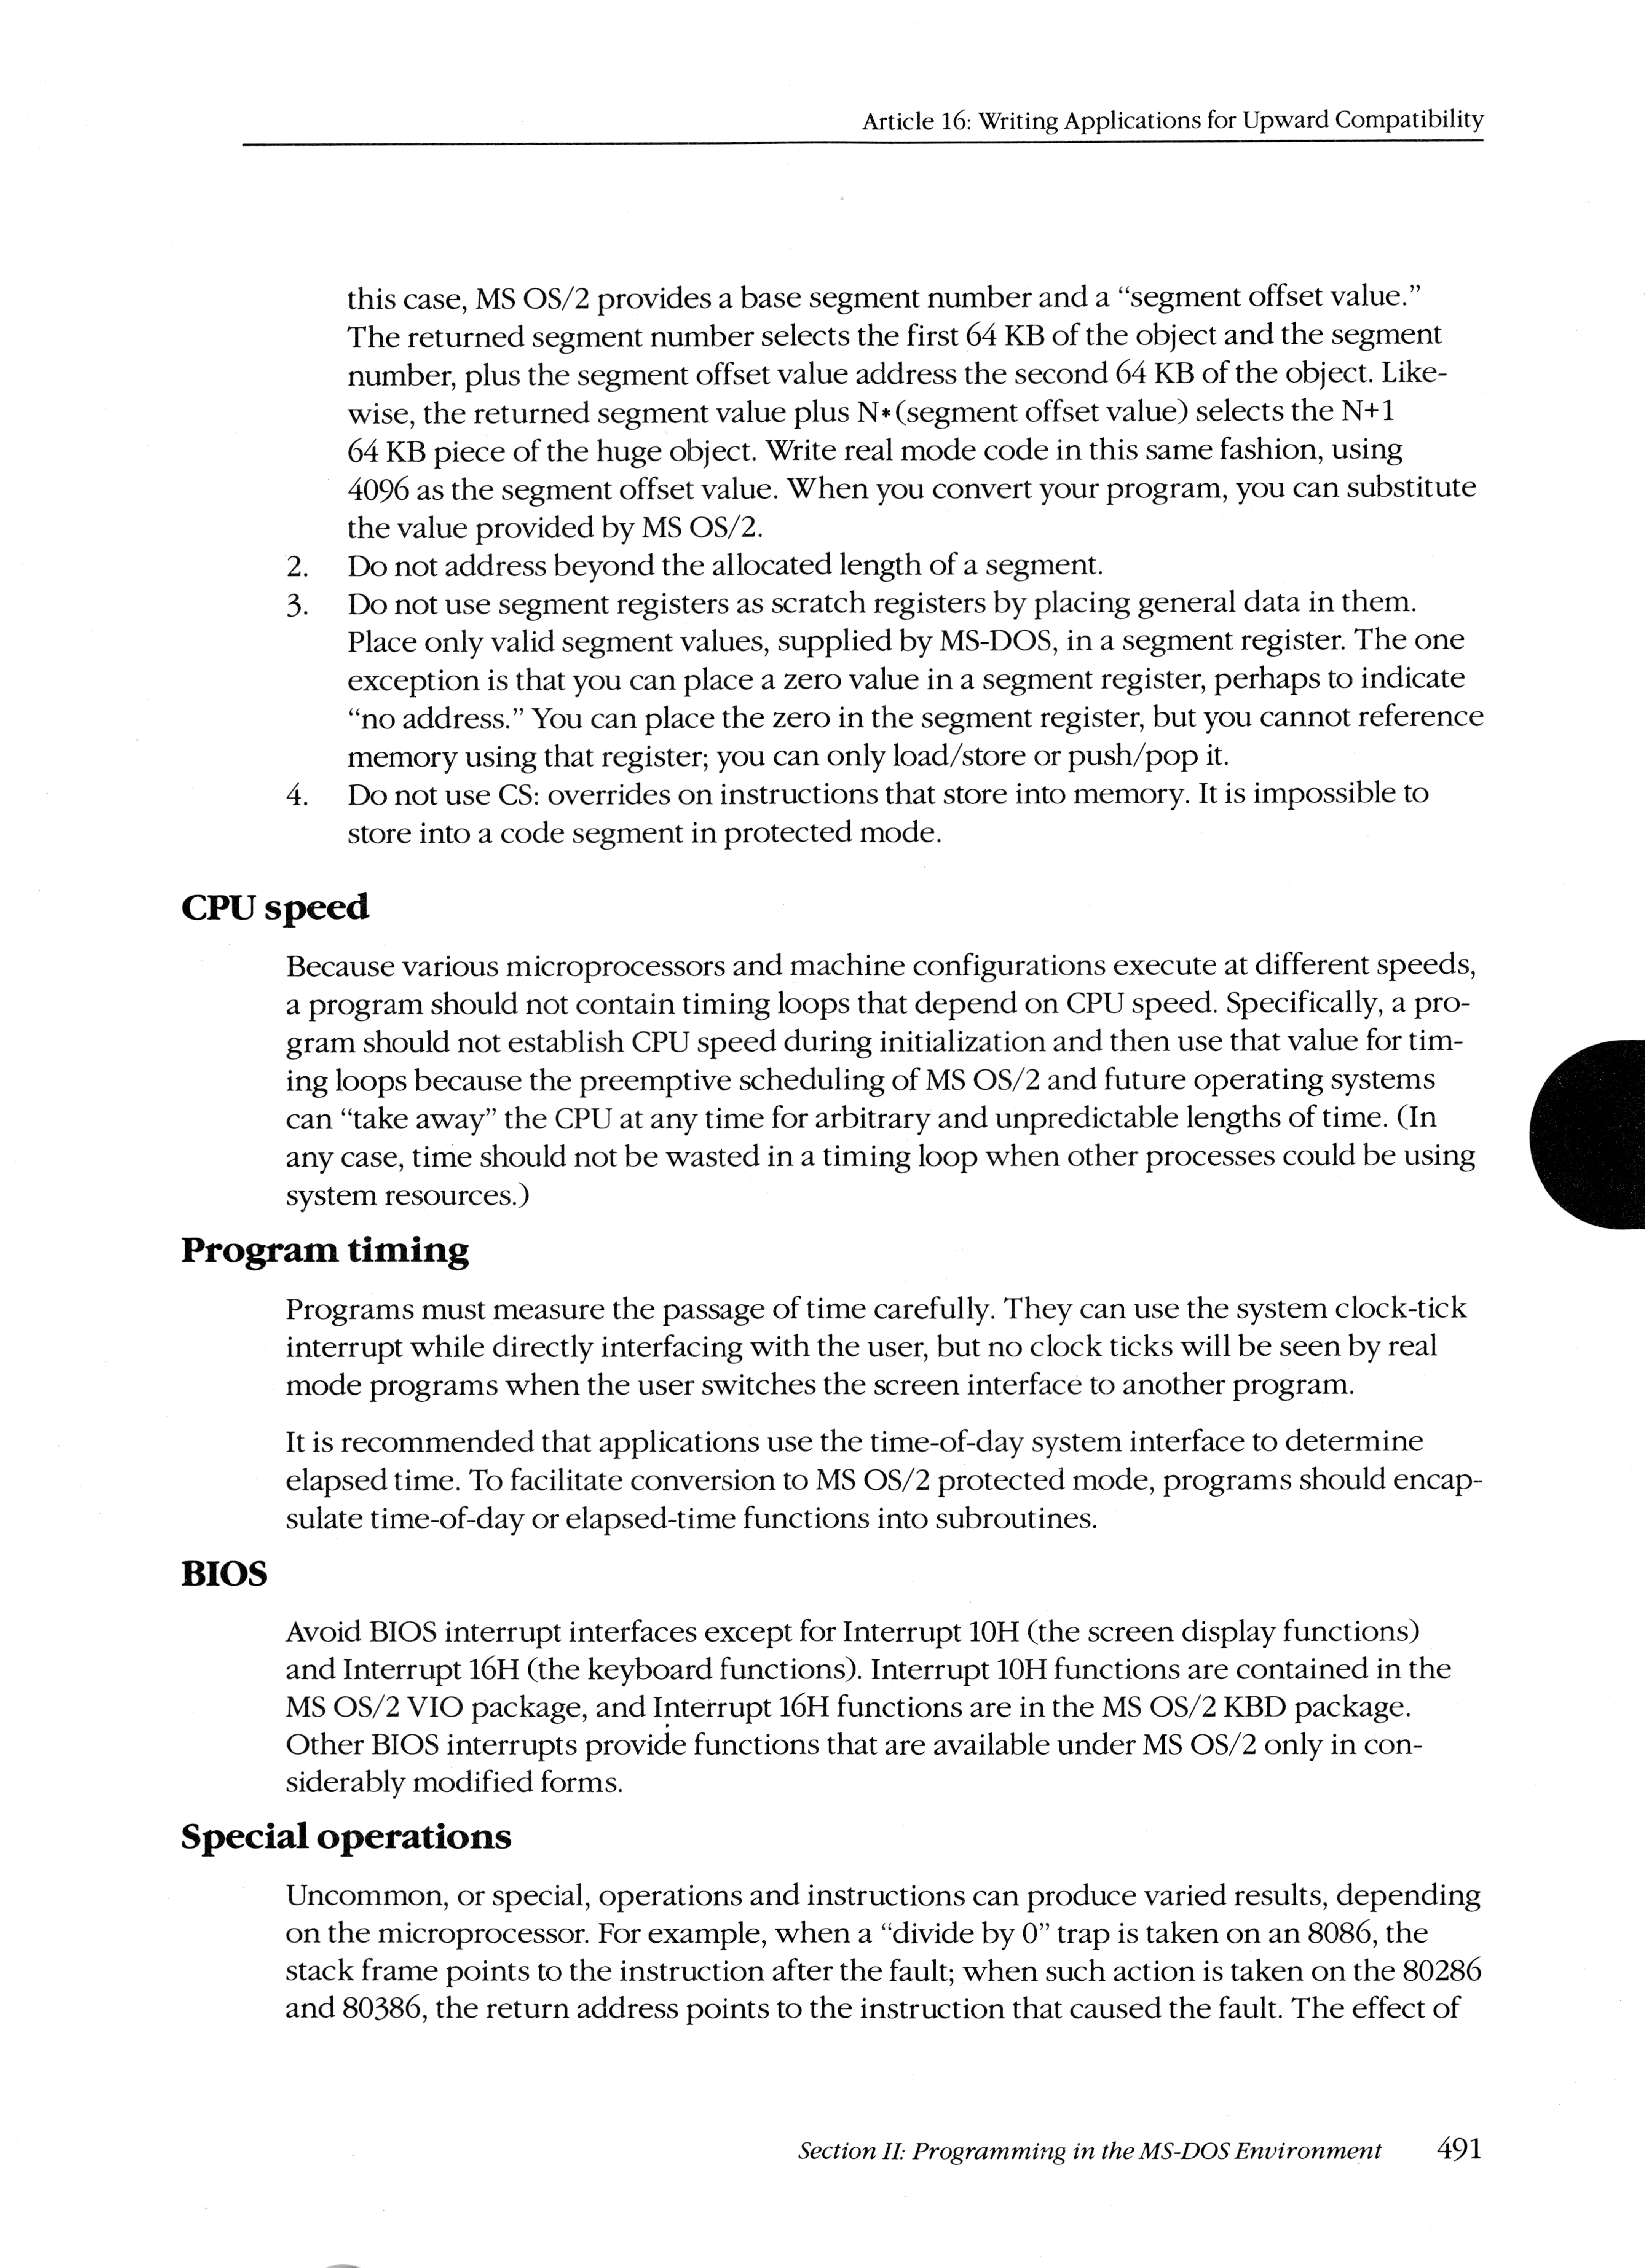 Article 16: Writing Applications for Upward Compatibility
this case, MS OS/2 provides a base segment number and a “segment offset value.”
The returned segment number selects the first 64 KB of the object and the segment
number, plus the segment offset value address the second 64 KB of the object. Like-
wise, the returned segment value plus N*(segment offset value) selects the N+1
64 KB piece of the huge object. Write real mode code in this same fashion, using
4096 as the segment offset value. When you convert your program, you can substitute
the value provided by MS OS/2.
2. Do not address beyond the allocated length of a segment.
3. Do not use segment registers as scratch registers by placing general data in them.
Place only valid segment values, supplied by MS-DOS, in a segment register. The one
exception is that you can place a zero value in a segment register, perhaps to indicate
“no address.” You can place the zero in the segment register, but you cannot reference
memory using that register; you can only load/store or push/pop it.
4. Do not use CS: overrides on instructions that store into memory. It is impossible to
store into a code segment in protected mode.
CPU speed
Because various microprocessors and machine configurations execute at different speeds,
a program should not contain timing loops that depend on CPU speed. Specifically, a pro-
gram should not establish CPU speed during initialization and then use that value for tim-
ing loops because the preemptive scheduling of MS OS/2 and future operating systems
can “take away” the CPU at any time for arbitrary and unpredictable lengths of time. (In
any case, time should not be wasted in a timing loop when other processes could be using
system resources.)
Program timing
Programs must measure the passage of time carefully. They can use the system clock-tick
interrupt while directly interfacing with the user, but no clock ticks will be seen by real
mode programs when the user switches the screen interface to another program.
It is recommended that applications use the time-of-day system interface to determine
elapsed time. To facilitate conversion to MS OS/2 protected mode, programs should encap-
sulate time-of-day or elapsed-time functions into subroutines.
BIOS
Avoid BIOS interrupt interfaces except for Interrupt 10H (the screen display functions)
and Interrupt 16H (the keyboard functions). Interrupt 10H functions are contained in the
MS OS/2 VIO package, and Interrupt 16H functions are in the MS OS/2 KBD package.
Other BIOS interrupts provide functions that are available under MS OS/2 only in con-
siderably modified forms.
Special operations
Uncommon, or special, operations and instructions can produce varied results, depending
on the microprocessor. For example, when a “divide by 0” trap is taken on an 8086, the
stack frame points to the instruction after the fault; when such action is taken on the 80286
and 80386, the return address points to the instruction that caused the fault. The effect of
Section II: Programming in the MS-DOS Environment 491